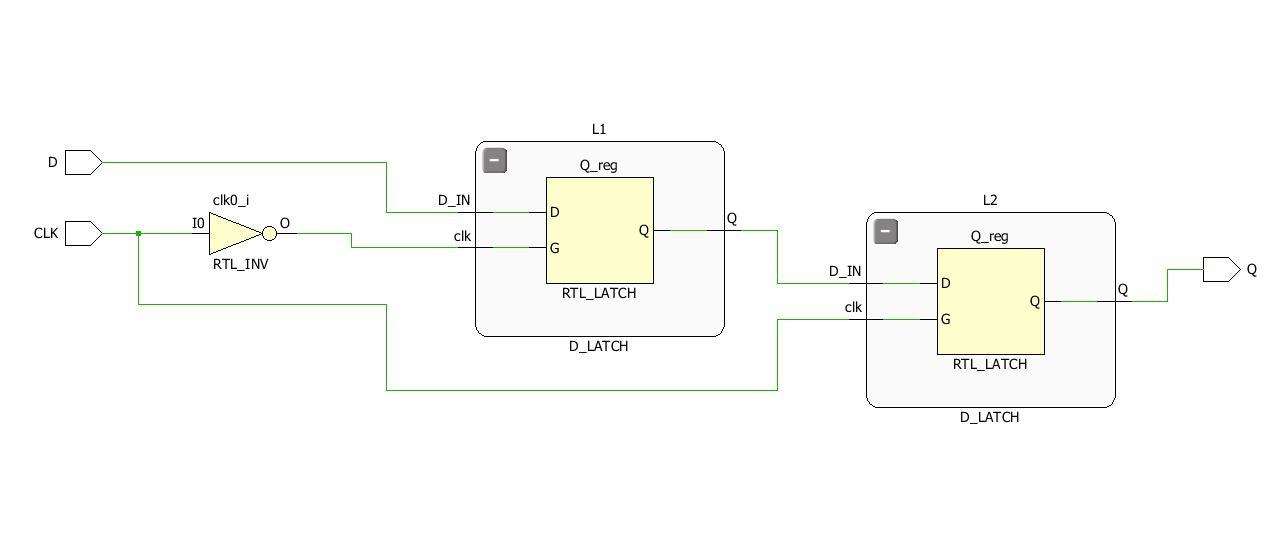 L1
Q_reg
D
D_IN
D
Q
Q
clk
G
RTL_LATCH
D_LATCH
clk0_i
CLK
I0
O
RTL_INV
L2
Q_reg
D_IN
D
Q
Q
Q
clk
G
RTL_LATCH
D_LATCH